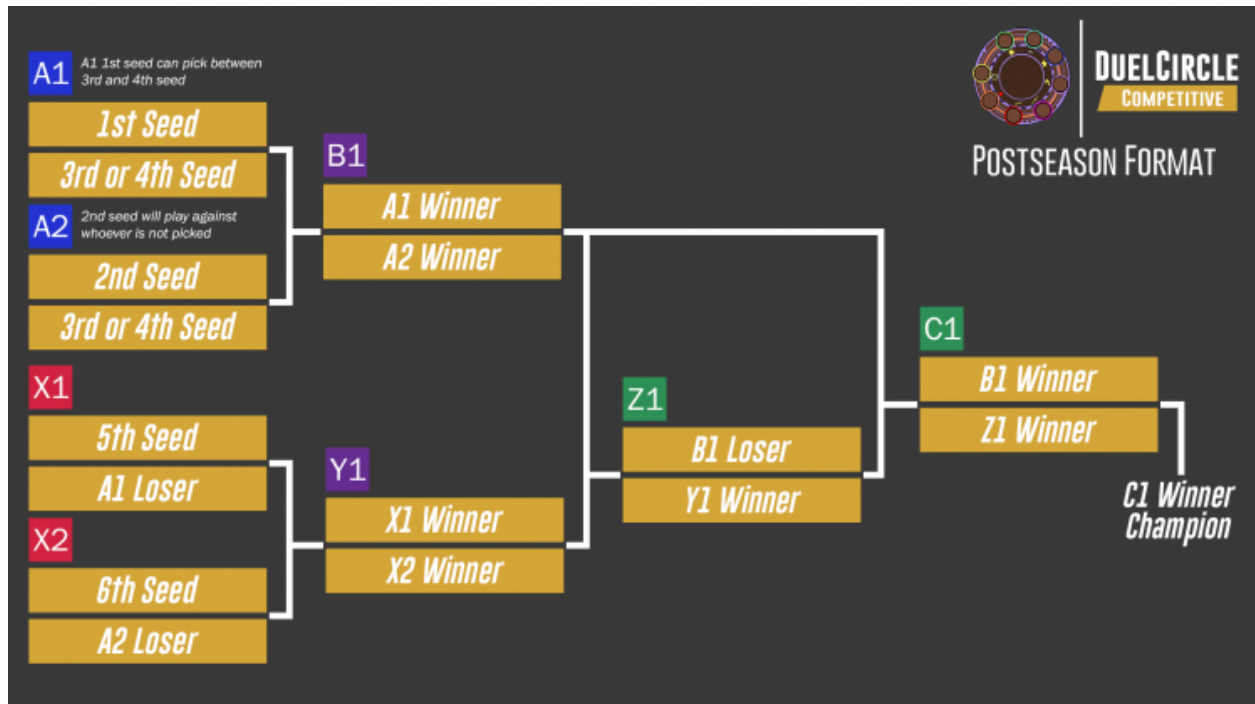 A1
A1 1st seed can pick between
3rd and 4th seed
1st Seed
3rd or 4th Seed
A2
2nd seed will play against
whoever is not picked
2nd Seed
3rd or 4th Seed
X1
5th Seed
A1 Loser
X2
6th Seed
A2 Loser
B1
A1 Winner
A2 Winner
Y1
X1 Winner
X2 Winner
Z1
B1 Loser
Y1 Winner
C1
B1 Winner
Z1 Winner
C1 Winner
Champion
DUELCIRCLE
COMPETITIVE
POSTSEASON FORMAT